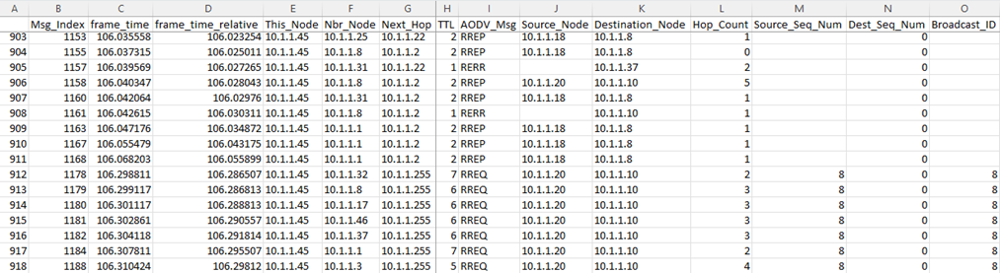 A B C D E F G H I J K L M N O
Msg_Index frame_time frame_time_relative This_Node Nbr_Node Next_Hop TTL AODV_Msg Source_Node Destination_Node Hop_Count Source_Seq_Num Dest_Seq_Num Broadcast_ID
903 1153 106.035558 106.023254 10.1.1.45 10.1.1.25 10.1.1.22 2 RREP 10.1.1.18 10.1.1.8 1 0
904 1155 106.037315 106.025011 10.1.1.45 10.1.1.8 10.1.1.2 2 RREP 10.1.1.18 10.1.1.8 0 0
905 1157 106.039569 106.027265 10.1.1.45 10.1.1.31 10.1.1.22 1 RERR 10.1.1.37 2 0
906 1158 106.040347 106.028043 10.1.1.45 10.1.1.8 10.1.1.2 2 RREP 10.1.1.20 10.1.1.10 5 0
907 1160 106.042064 106.02976 10.1.1.45 10.1.1.31 10.1.1.2 2 RREP 10.1.1.18 10.1.1.8 1 0
908 1161 106.042615 106.030311 10.1.1.45 10.1.1.8 10.1.1.2 1 RERR 10.1.1.10 1 0
909 1163 106.047176 106.034872 10.1.1.45 10.1.1.1 10.1.1.2 2 RREP 10.1.1.18 10.1.1.8 1 0
910 1167 106.055479 106.043175 10.1.1.45 10.1.1.1 10.1.1.2 2 RREP 10.1.1.18 10.1.1.8 1 0
911 1168 106.068203 106.055899 10.1.1.45 10.1.1.1 10.1.1.2 2 RREP 10.1.1.18 10.1.1.8 1 0
912 1178 106.298811 106.286507 10.1.1.45 10.1.1.32 10.1.1.255 7 RREQ 10.1.1.20 10.1.1.10 2 8 0 8
913 1179 106.299117 106.286813 10.1.1.45 10.1.1.8 10.1.1.255 6 RREQ 10.1.1.20 10.1.1.10 3 8 0 8
914 1180 106.301117 106.288813 10.1.1.45 10.1.1.17 10.1.1.255 6 RREQ 10.1.1.20 10.1.1.10 3 8 0 8
915 1181 106.302861 106.290557 10.1.1.45 10.1.1.46 10.1.1.255 6 RREQ 10.1.1.20 10.1.1.10 3 8 0 8
916 1182 106.304118 106.291814 10.1.1.45 10.1.1.37 10.1.1.255 6 RREQ 10.1.1.20 10.1.1.10 3 8 0 8
917 1184 106.307811 106.295507 10.1.1.45 10.1.1.1 10.1.1.255 7 RREQ 10.1.1.20 10.1.1.10 2 8 0 8
918 1188 106.310424 106.29812 10.1.1.45 10.1.1.3 10.1.1.255 5 RREQ 10.1.1.20 10.1.1.10 4 8 0 8